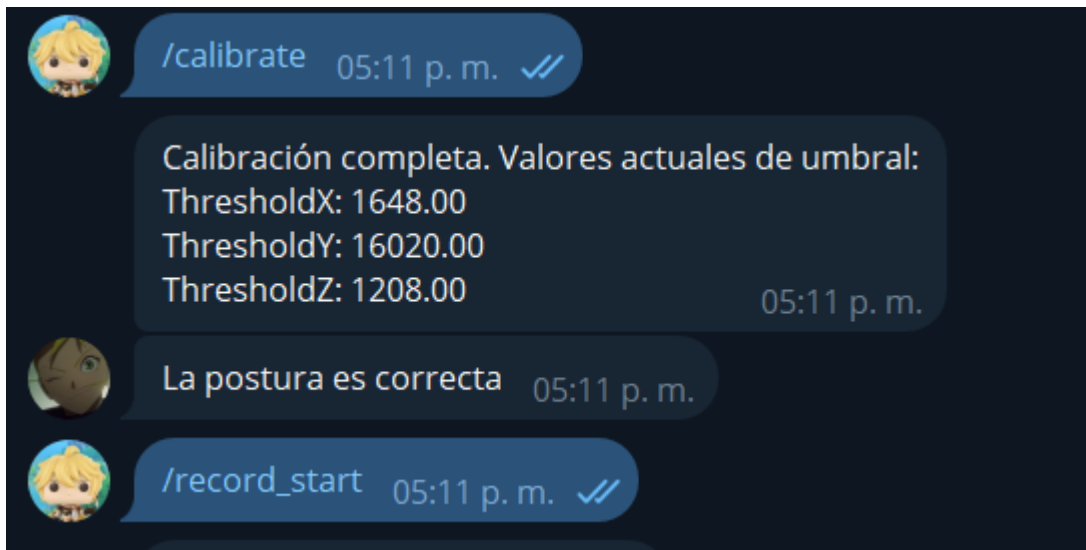 /calibrate 05:11 p. m.
Calibración completa. Valores actuales de umbral:
ThresholdX: 1648.00
ThresholdY: 16020.00
ThresholdZ: 1208.00
05:11 p. m.
La postura es correcta 05:11 p. m.
/record_start 05:11 p. m.